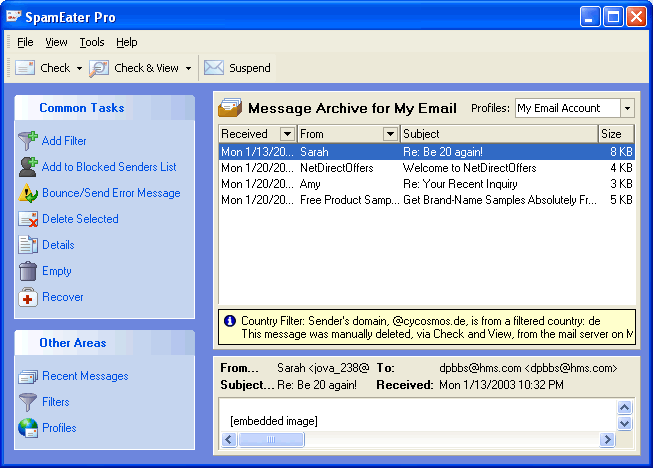 SpamEater Pro
File View Tools Help
Check Check & View Suspend
Common Tasks
Add Filter
Add to Blocked Senders List
Bounce/Send Error Message
Delete Selected
Details
Empty
Recover
Other Areas
Recent Messages
Filters
Profiles
Message Archive for My Email Profiles: My Email Account
Received From Subject Size
Mon 1/13/20... Sarah Re: Be 20 again! 8 KB
Mon 1/20/20... NetDirectOffers Welcome to NetDirectOffers 4 KB
Mon 1/20/20... Amy Re: Your Recent Inquiry 3 KB
Mon 1/20/20... Free Product Samp... Get Brand-Name Samples Absolutely Fr... 5 KB
Country Filter: Sender's domain, @cycosmos.de, is from a filtered country: de
This message was manually deleted, via Check and View, from the mail server on M
From... Sarah <jova_238@ To: dpbbs@hms.com <dpbbs@hms.com>
Subject... Re: Be 20 again! Received: Mon 1/13/2003 10:32 PM
[embedded image]